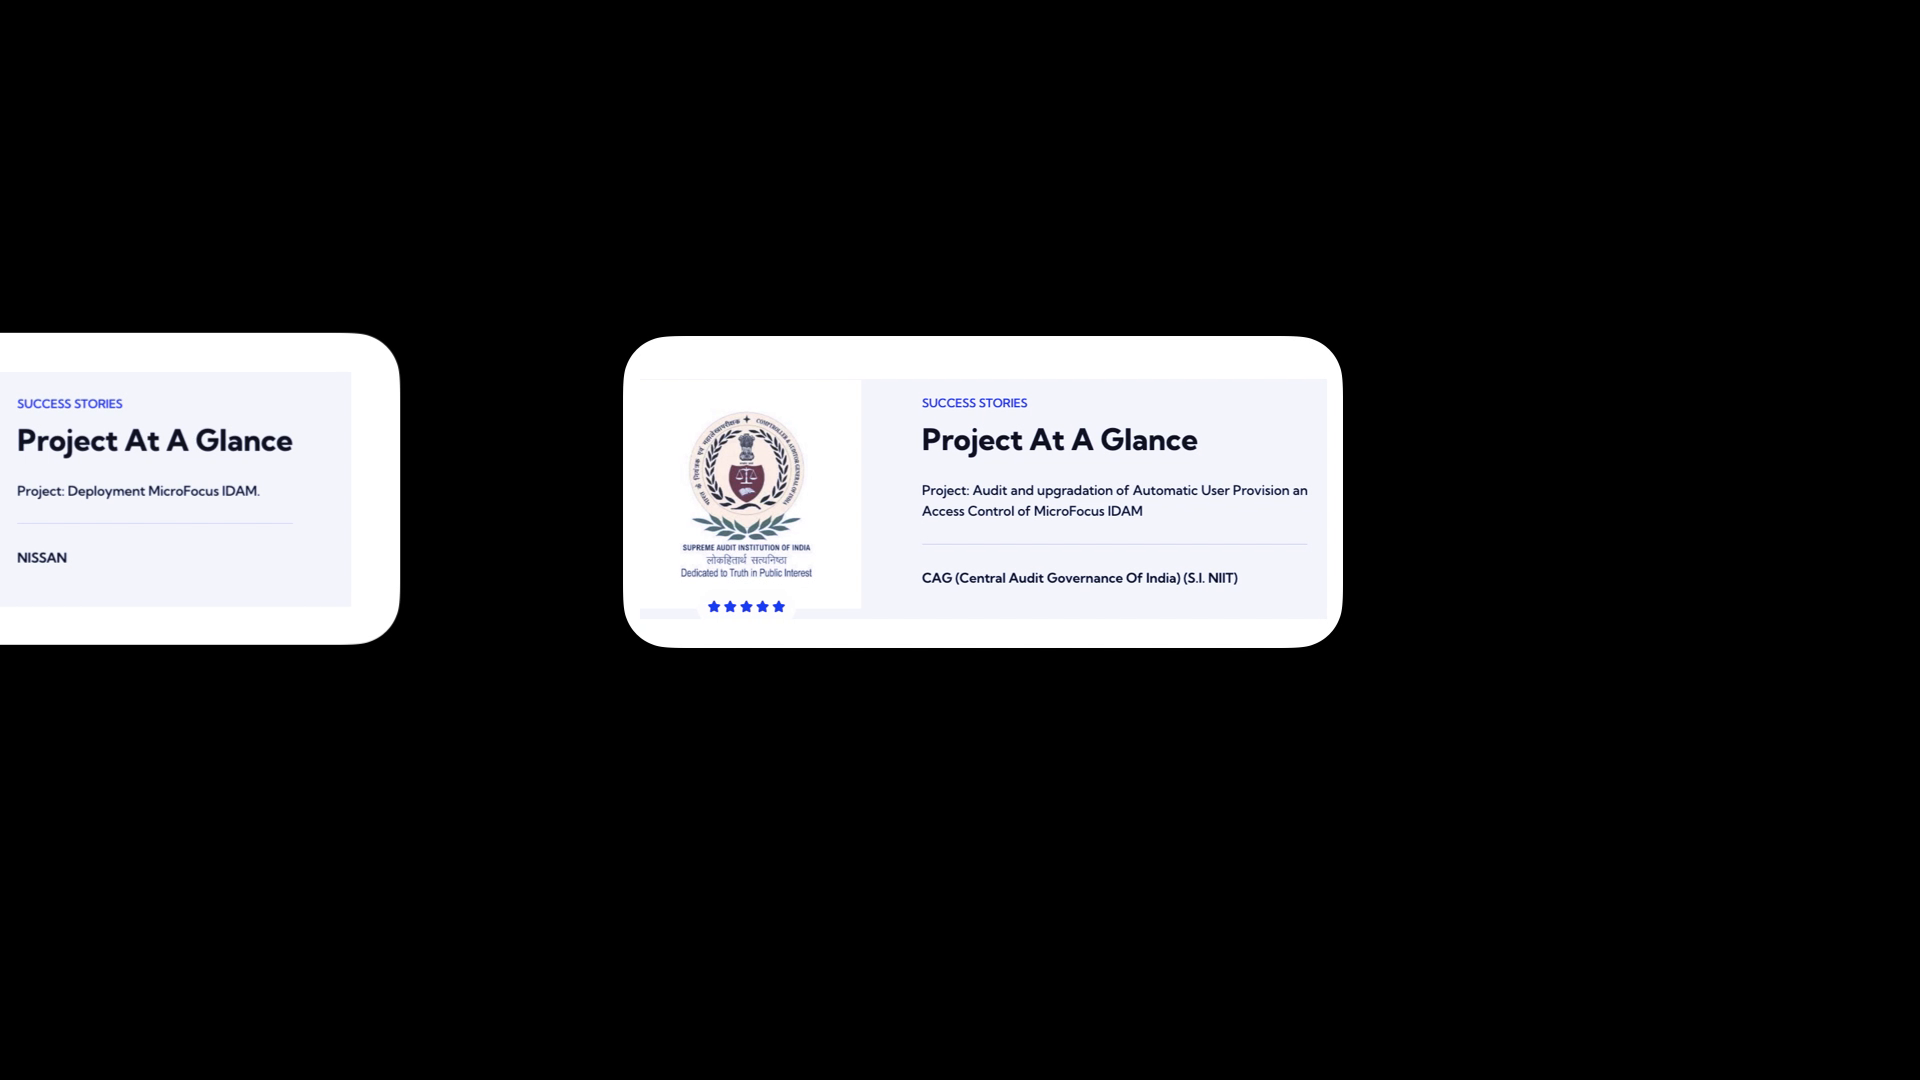 SUCCESS STORIES
Project At A Glance
Project: Deployment MicroFocus IDAM.
NISSAN
SUPREME AUDIT INSTITUTION OF INDIA
लोकहितार्थ सत्यनिष्ठा
Dedicated to Truth in Public Interest
SUCCESS STORIES
Project At A Glance
Project: Audit and upgradation of Automatic User Provision an
Access Control of MicroFocus IDAM
CAG (Central Audit Governance Of India) (S.I. NIIT)